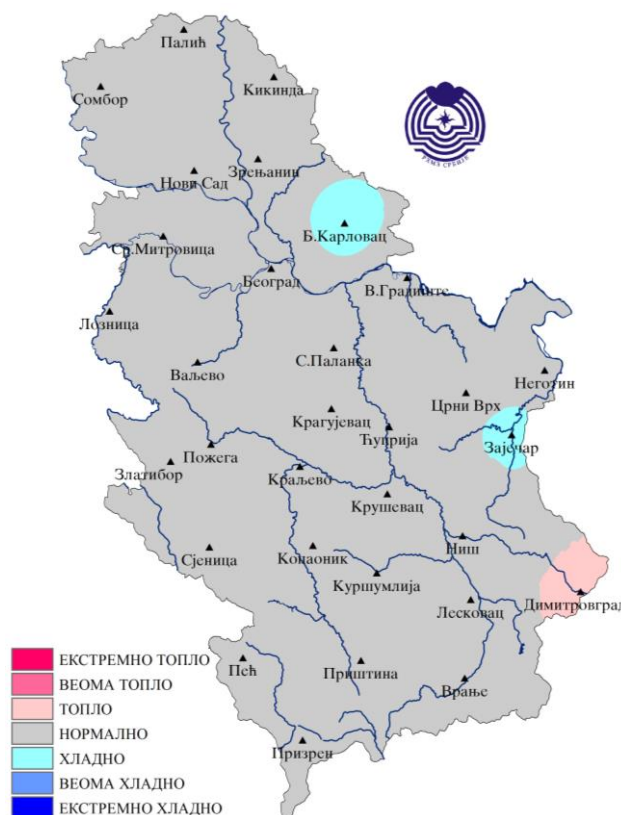 Палић
Кикинда
Сомбор
Зрењанин
Нови Сад
РХМЗ СРБИЈЕ
Б.Карловац
Ср.Митровица
Београд
В.Градиште
Лозница
С.Паланка
Ваљево
Неготин
Црни Врх
Крагујевац
Ћуприја
Зајечар
Пожега
Златибор
Краљево
Крушевац
Ниш
Сјеница
Копаоник
Куршумлија
Димитровград
Лесковац
Пећ
Приштина
Врање
Призрен
ЕКСТРЕМНО ТОПЛО
ВЕОМА ТОПЛО
ТОПЛО
НОРМАЛНО
ХЛАДНО
ВЕОМА ХЛАДНО
ЕКСТРЕМНО ХЛАДНО